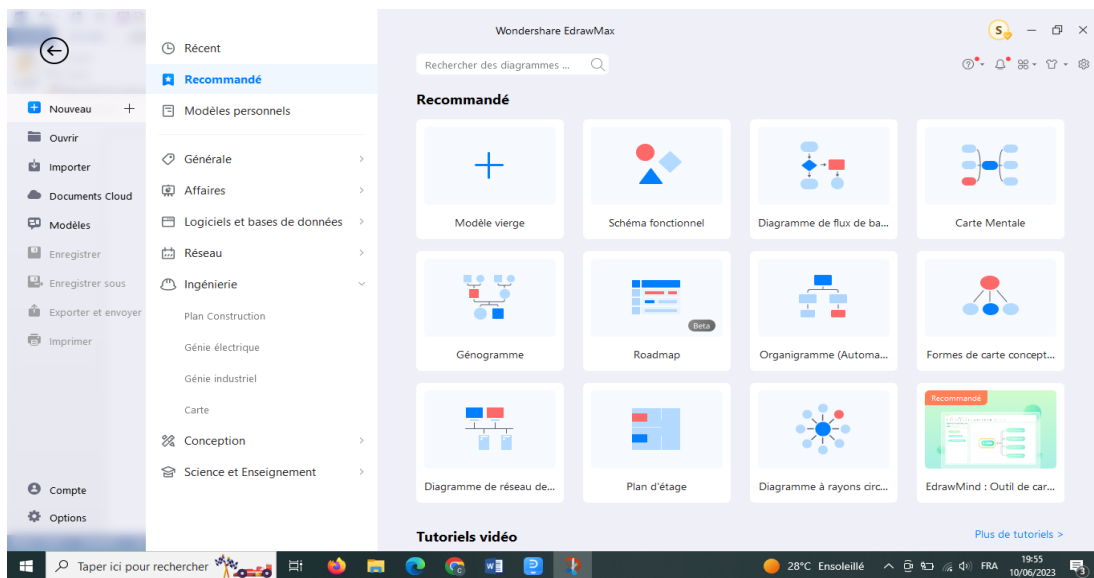 Wondershare EdrawMax
S
Nouveau
Ouvrir
Importer
Documents Cloud
Modèles
Enregistrer
Enregistrer sous
Exporter et envoyer
Imprimer
Compte
Options
Récent
Recommandé
Modèles personnels
Générale
Affaires
Logiciels et bases de données
Réseau
Ingénierie
Plan Construction
Génie électrique
Génie industriel
Carte
Conception
Science et Enseignement
Rechercher des diagrammes ...
Recommandé
Modèle vierge
Schéma fonctionnel
Diagramme de flux de ba...
Carte Mentale
Génogramme
Beta
Roadmap
Organigramme (Automa...
Formes de carte concept...
Diagramme de réseau de...
Plan d'étage
Diagramme à rayons circ...
Recommandé
EdrawMind : Outil de car...
Tutoriels vidéo
Plus de tutoriels >
Taper ici pour rechercher
28°C Ensoleillé
FRA
19:55
10/06/2023
3